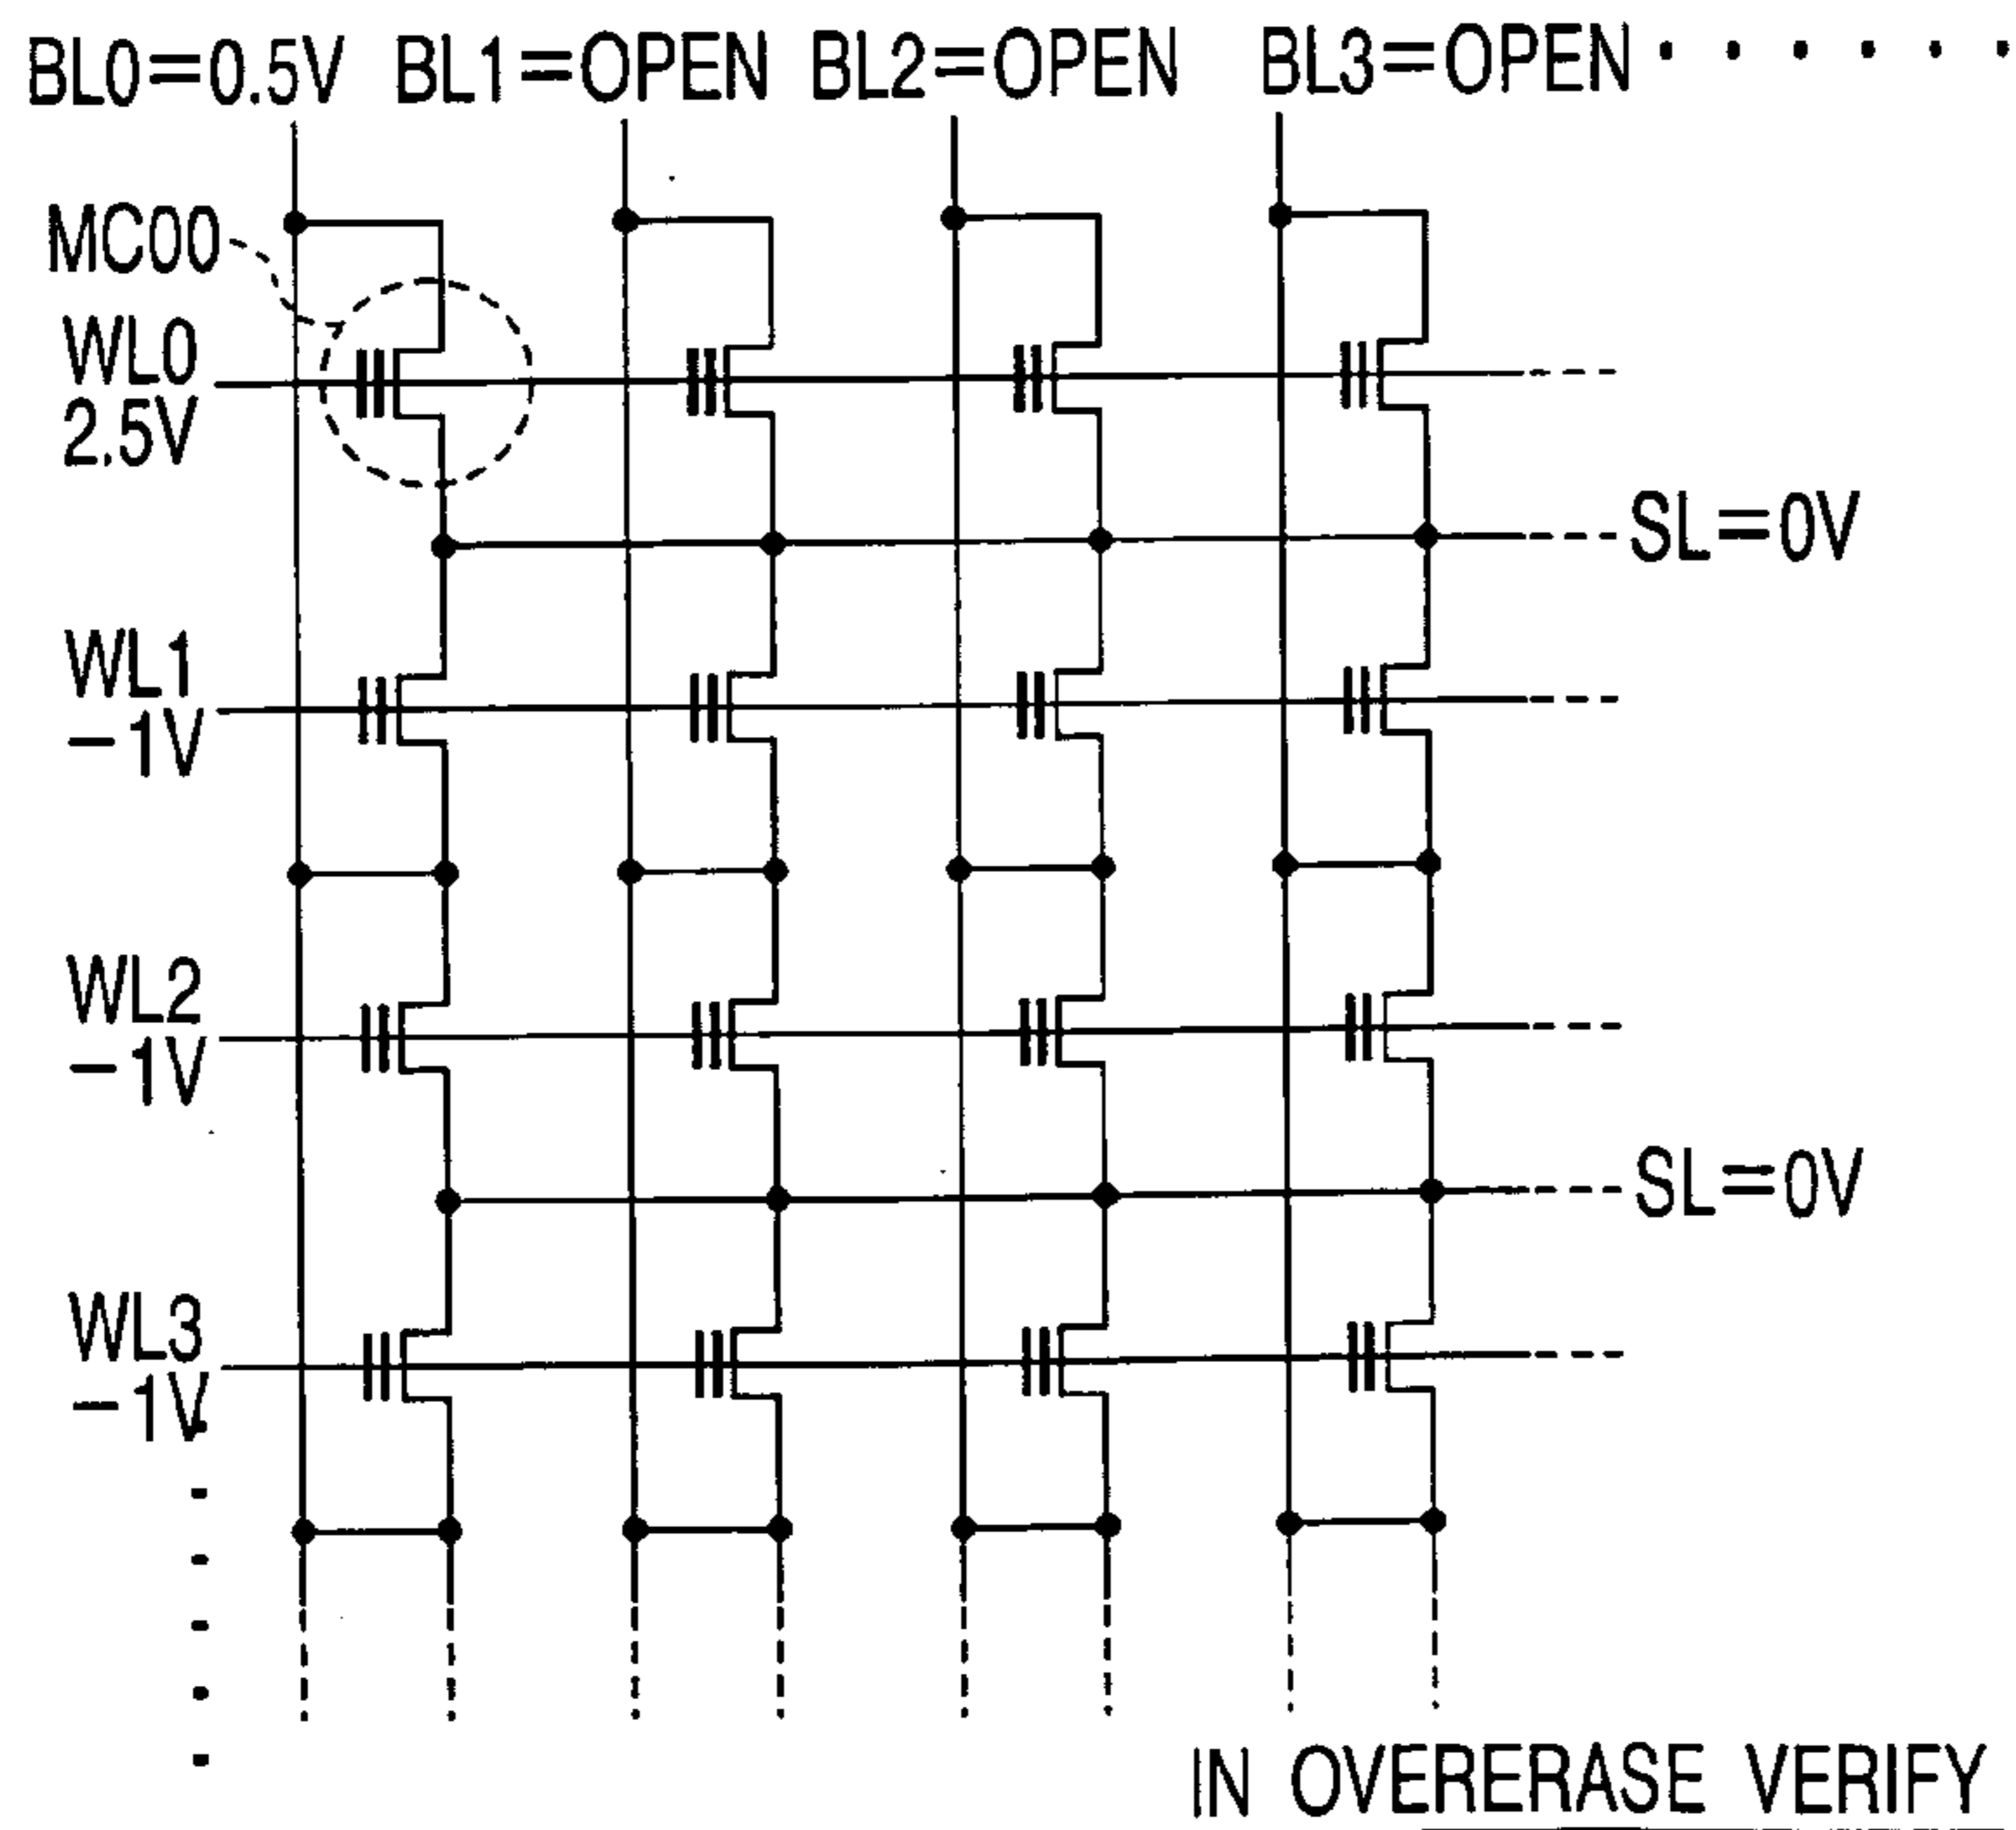 BL0=0.5V BL1=OPEN BL2=OPEN BL3=OPEN · · · · · ·
MC00
WL0
2.5V
SL=0V
WL1
-1V
WL2
-1V
SL=0V
WL3
-1V
IN OVERERASE VERIFY